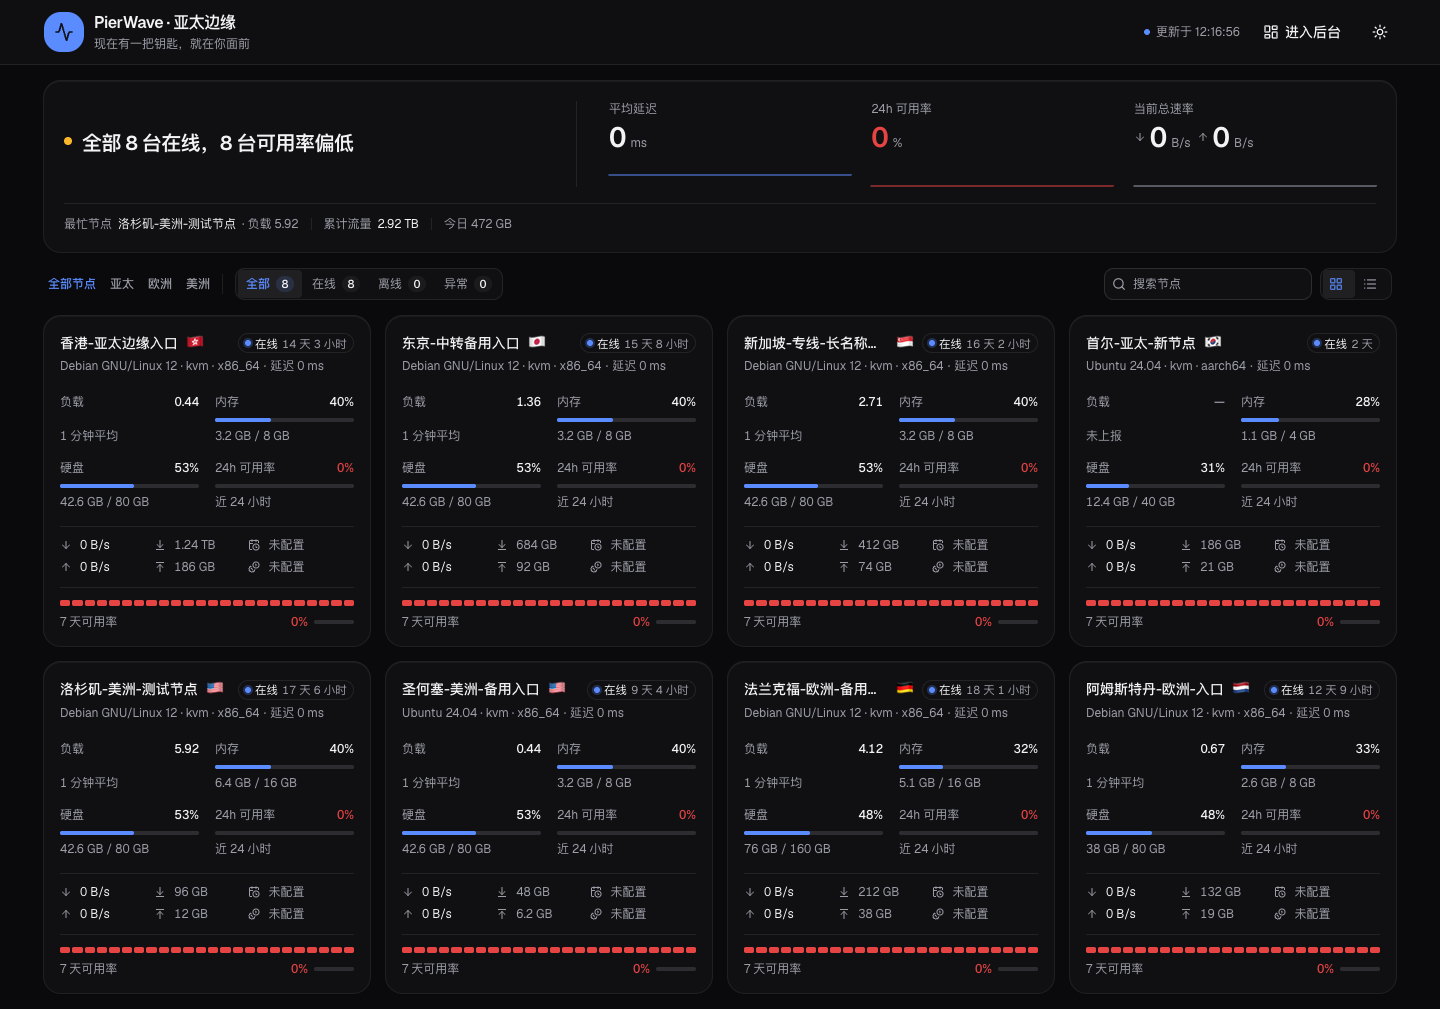 PierWave · 亚太边缘
现在有一把钥匙，就在你面前
更新于 12:16:56
进入后台
全部 8 台在线，8 台可用率偏低
平均延迟
0 ms
24h 可用率
0 %
当前总速率
0 B/s 0 B/s
最忙节点 洛杉矶-美洲-测试节点 · 负载 5.92 累计流量 2.92 TB 今日 472 GB
全部节点 亚太 欧洲 美洲 全部 8 在线 8 离线 0 异常 0
搜索节点
香港-亚太边缘入口 在线 14 天 3 小时
Debian GNU/Linux 12 · kvm · x86_64 · 延迟 0 ms
负载 0.44 内存 40%
1 分钟平均 3.2 GB / 8 GB
硬盘 53% 24h 可用率 0%
42.6 GB / 80 GB 近 24 小时
0 B/s 1.24 TB 未配置
0 B/s 186 GB 未配置
7 天可用率 0%
东京-中转备用入口 在线 15 天 8 小时
Debian GNU/Linux 12 · kvm · x86_64 · 延迟 0 ms
负载 1.36 内存 40%
1 分钟平均 3.2 GB / 8 GB
硬盘 53% 24h 可用率 0%
42.6 GB / 80 GB 近 24 小时
0 B/s 684 GB 未配置
0 B/s 92 GB 未配置
7 天可用率 0%
新加坡-专线-长名称... 在线 16 天 2 小时
Debian GNU/Linux 12 · kvm · x86_64 · 延迟 0 ms
负载 2.71 内存 40%
1 分钟平均 3.2 GB / 8 GB
硬盘 53% 24h 可用率 0%
42.6 GB / 80 GB 近 24 小时
0 B/s 412 GB 未配置
0 B/s 74 GB 未配置
7 天可用率 0%
首尔-亚太-新节点 在线 2 天
Ubuntu 24.04 · kvm · aarch64 · 延迟 0 ms
负载 — 内存 28%
未上报 1.1 GB / 4 GB
硬盘 31% 24h 可用率 0%
12.4 GB / 40 GB 近 24 小时
0 B/s 186 GB 未配置
0 B/s 21 GB 未配置
7 天可用率 0%
洛杉矶-美洲-测试节点 在线 17 天 6 小时
Debian GNU/Linux 12 · kvm · x86_64 · 延迟 0 ms
负载 5.92 内存 40%
1 分钟平均 6.4 GB / 16 GB
硬盘 53% 24h 可用率 0%
42.6 GB / 80 GB 近 24 小时
0 B/s 96 GB 未配置
0 B/s 12 GB 未配置
7 天可用率 0%
圣何塞-美洲-备用入口 在线 9 天 4 小时
Ubuntu 24.04 · kvm · x86_64 · 延迟 0 ms
负载 0.44 内存 40%
1 分钟平均 3.2 GB / 8 GB
硬盘 53% 24h 可用率 0%
42.6 GB / 80 GB 近 24 小时
0 B/s 48 GB 未配置
0 B/s 6.2 GB 未配置
7 天可用率 0%
法兰克福-欧洲-备用... 在线 18 天 1 小时
Debian GNU/Linux 12 · kvm · x86_64 · 延迟 0 ms
负载 4.12 内存 32%
1 分钟平均 5.1 GB / 16 GB
硬盘 48% 24h 可用率 0%
76 GB / 160 GB 近 24 小时
0 B/s 212 GB 未配置
0 B/s 38 GB 未配置
7 天可用率 0%
阿姆斯特丹-欧洲-入口 在线 12 天 9 小时
Debian GNU/Linux 12 · kvm · x86_64 · 延迟 0 ms
负载 0.67 内存 33%
1 分钟平均 2.6 GB / 8 GB
硬盘 48% 24h 可用率 0%
38 GB / 80 GB 近 24 小时
0 B/s 132 GB 未配置
0 B/s 19 GB 未配置
7 天可用率 0%